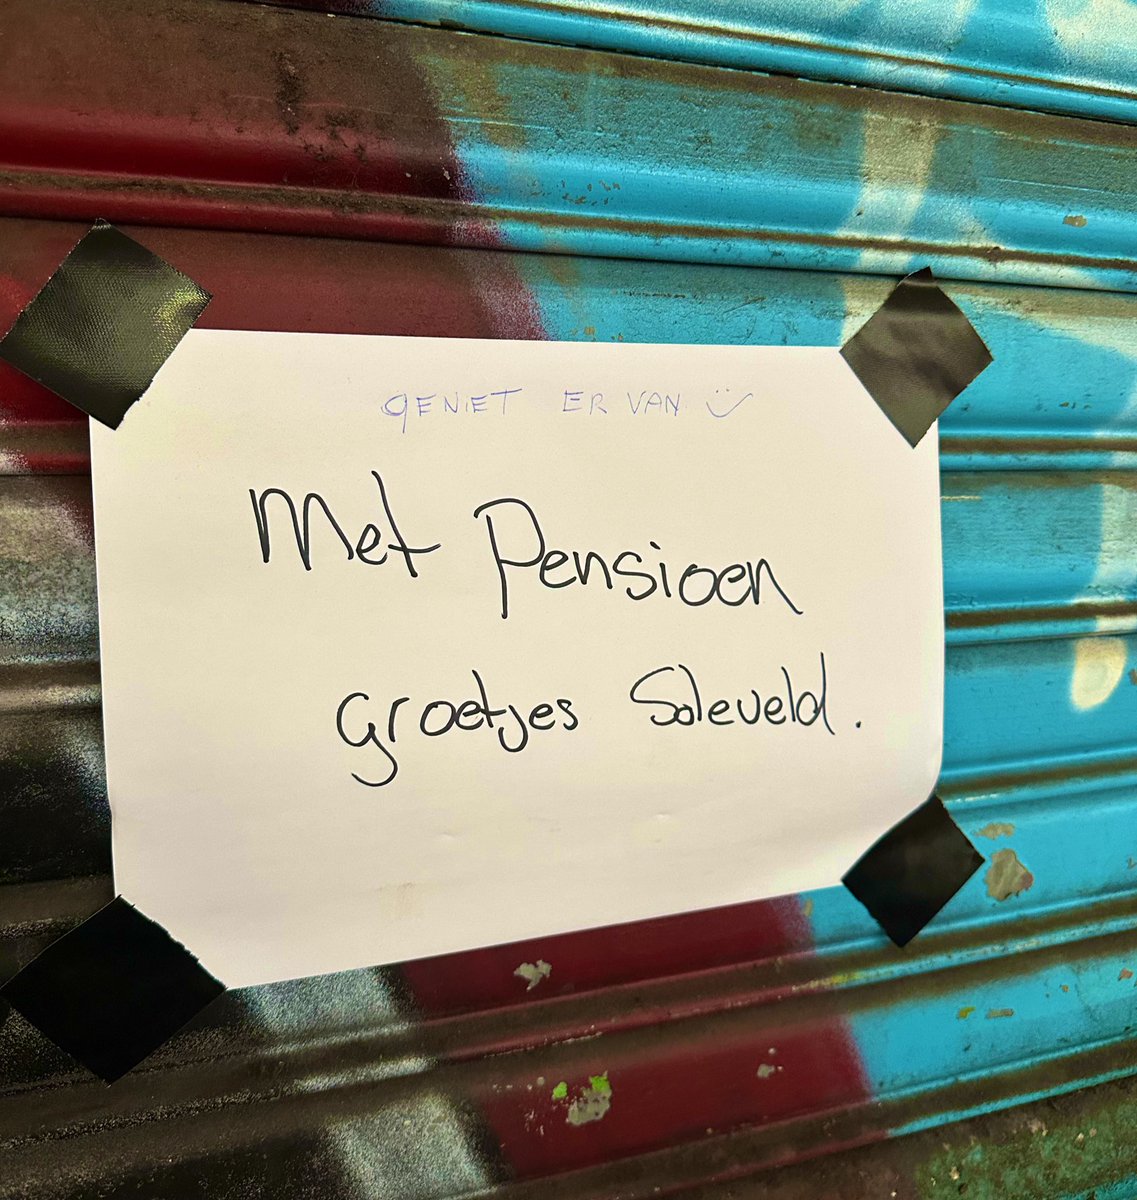 GENIET ER VAN
Met Pensioen
groetjes Soleveld.